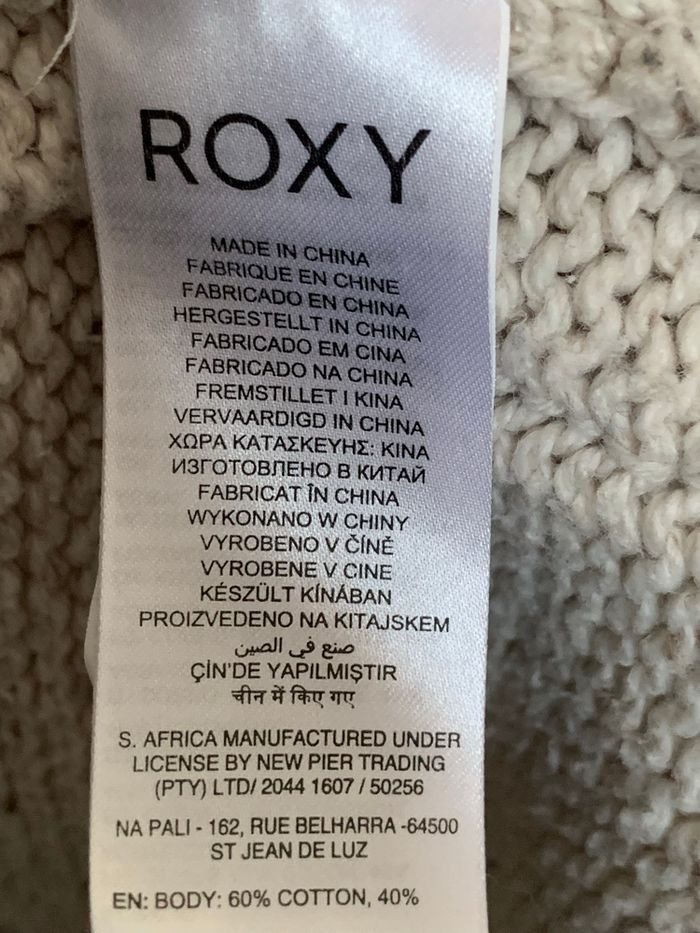 ROXY
MADE IN CHINA
FABRIQUE EN CHINE
FABRICADO EN CHINA
HERGESTELLT IN CHINA
FABRICADO EM CINA
FABRICADO NA CHINA
FREMSTILLET I KINA
VERVAARDIGD IN CHINA
ΧΩΡΑ ΚΑΤΑΣΚΕΥΗΣ: ΚΙΝΑ
ИЗГОТОВЛЕНО В КИТАЙ
FABRICAT ÎN CHINA
WYKONANO W CHINY
VYROBENO V ČÍNĚ
VYROBENE V CINE
KÉSZÜLT KÍNÁBAN
PROIZVEDENO NA KITAJSKEM
صنع في الصين
ÇİN'DE YAPILMIŞTIR
चीन में किए गए
S. AFRICA MANUFACTURED UNDER
LICENSE BY NEW PIER TRADING
(PTY) LTD/ 2044 1607 / 50256
NA PALI - 162, RUE BELHARRA -64500
ST JEAN DE LUZ
EN: BODY: 60% COTTON, 40%